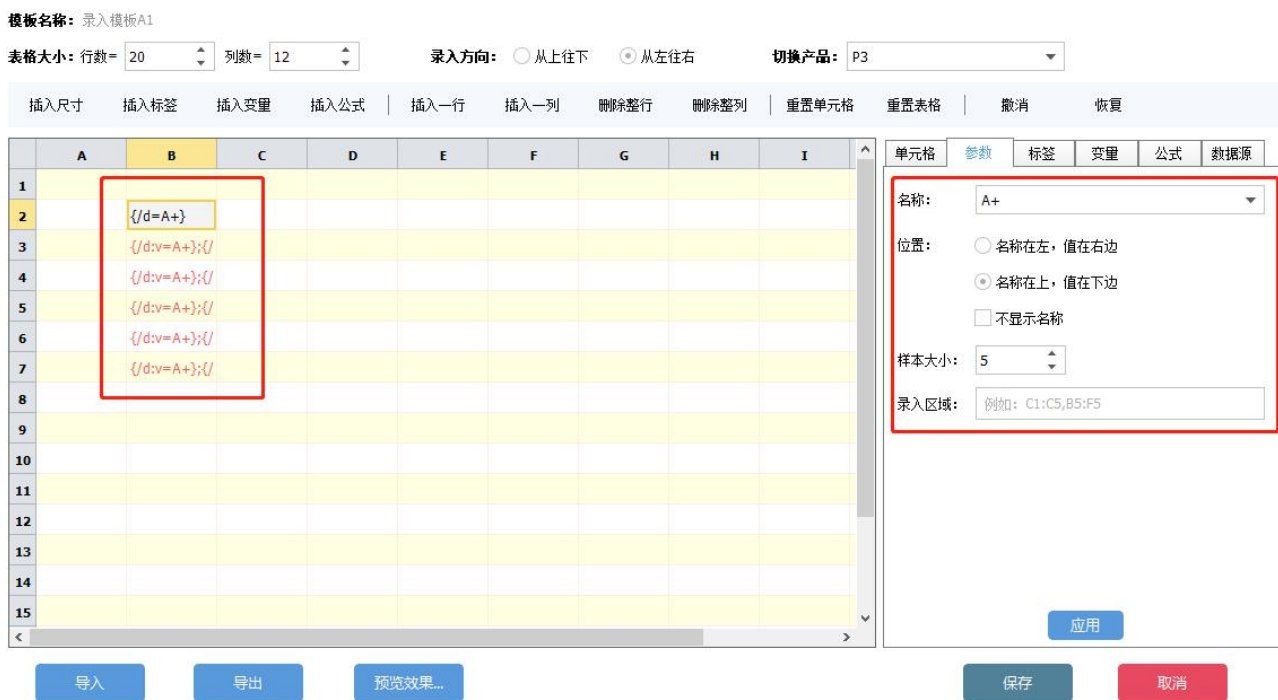 模板名称: 录入模板A1
表格大小: 行数= 20 列数= 12 录入方向: 从上往下 从左往右 切换产品: P3
插入尺寸 插入标签 插入变量 插入公式 插入一行 插入一列 删除整行 删除整列 重置单元格 重置表格 撤消 恢复
A B C D E F G H I
单元格 参数 标签 变量 公式 数据源
1
2 {/d=A+}
3 {/d:v=A+};{/
4 {/d:v=A+};{/
5 {/d:v=A+};{/
6 {/d:v=A+};{/
7 {/d:v=A+};{/
8
9
10
11
12
13
14
15
名称: A+
位置: 名称在左，值在右边
名称在上，值在下边
不显示名称
样本大小: 5
录入区域: 例如: C1:C5,B5:F5
应用
导入 导出 预览效果... 保存 取消